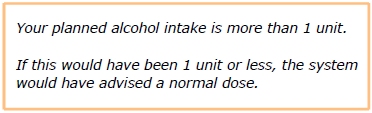 Your planned alcohol intake is more than 1 unit.
If this would have been 1 unit or less, the system
would have advised a normal dose.